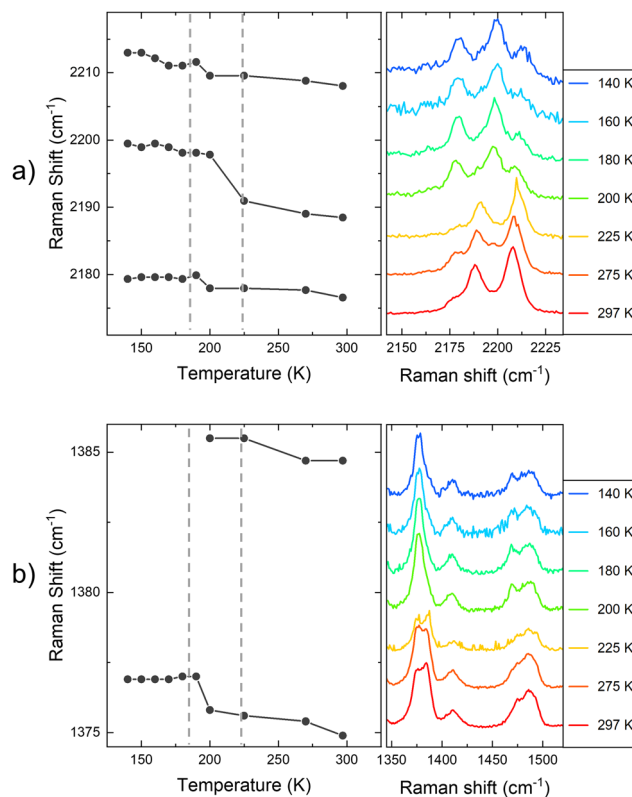 a)
Raman Shift (cm-1)
2210
2200
2190
2180
150
200
250
300
Temperature (K)
140 K
160 K
180 K
200 K
225 K
275 K
297 K
2150
2175
2200
2225
Raman shift (cm-1)
b)
Raman Shift (cm-1)
1385
1380
1375
150
200
250
300
Temperature (K)
140 K
160 K
180 K
200 K
225 K
275 K
297 K
1350
1400
1450
1500
Raman shift (cm-1)